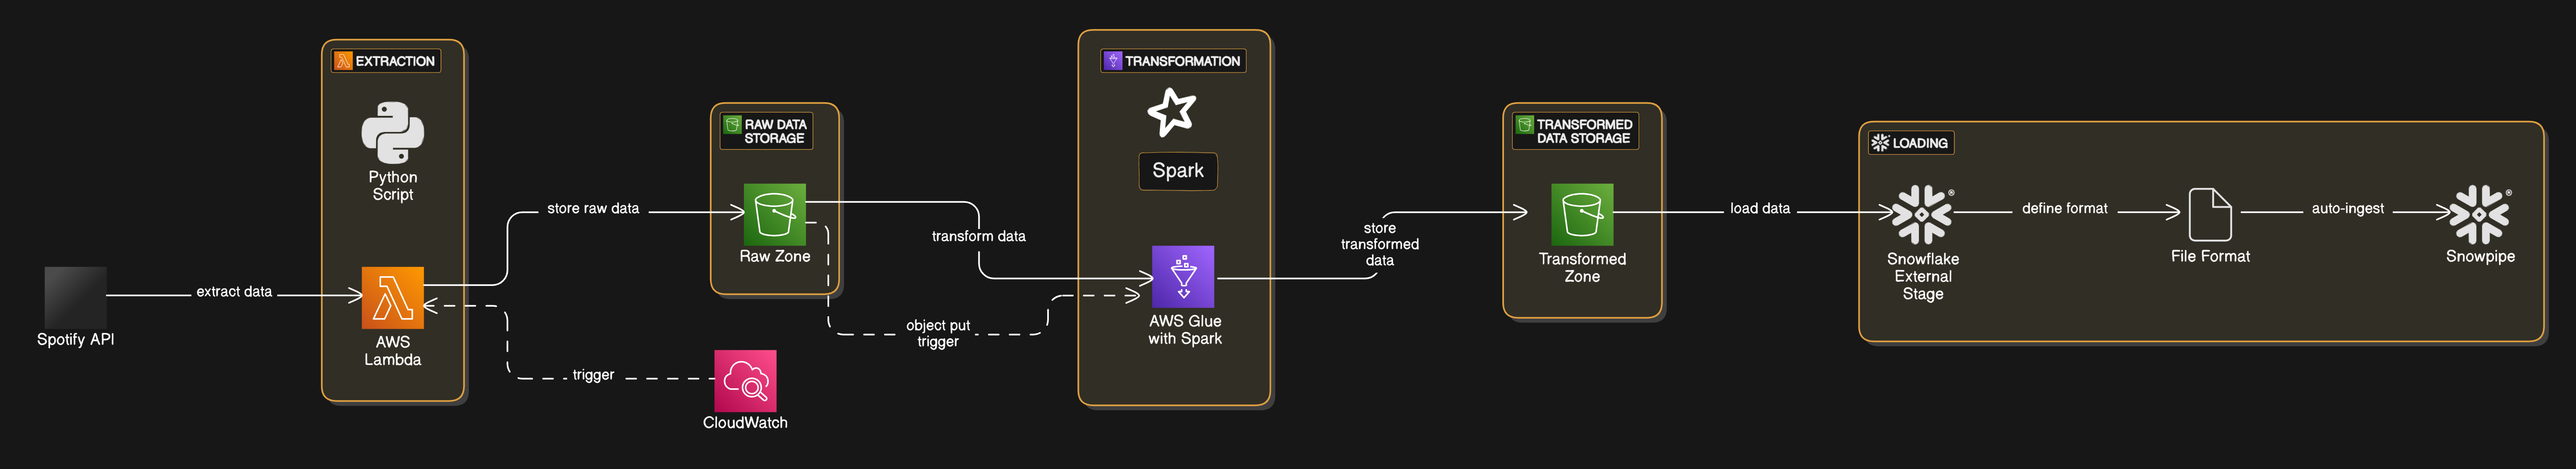 Spotify API
extract data
EXTRACTION
Python
Script
AWS
Lambda
store raw data
trigger
CloudWatch
RAW DATA
STORAGE
Raw Zone
transform data
object put
trigger
TRANSFORMATION
Spark
AWS Glue
with Spark
store
transformed
data
TRANSFORMED
DATA STORAGE
Transformed
Zone
load data
LOADING
®
Snowflake
External
Stage
define format
File Format
auto-ingest
®
Snowpipe